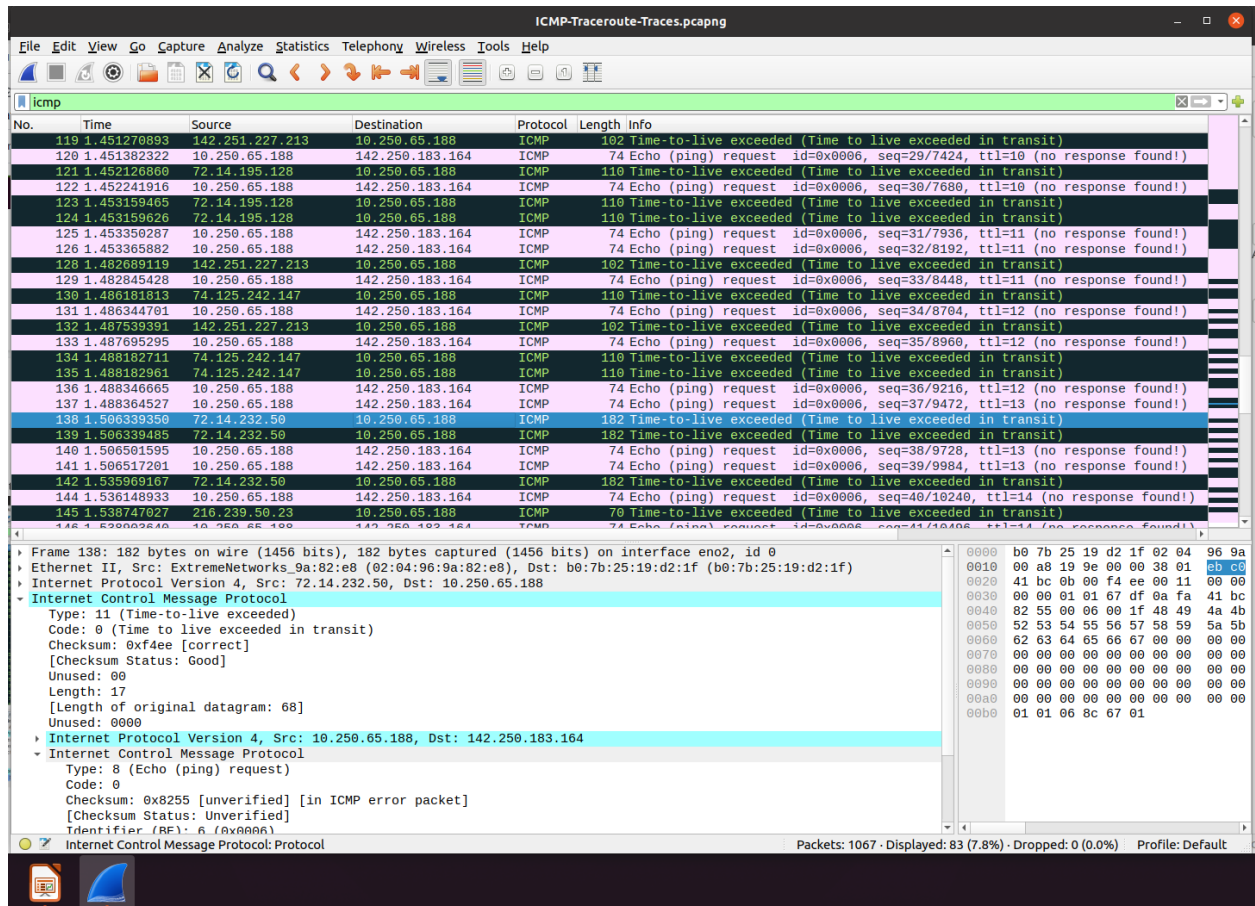 ICMP-Traceroute-Traces.pcapng
File Edit View Go Capture Analyze Statistics Telephony Wireless Tools Help
icmp
No. Time Source Destination Protocol Length Info
119 1.451270893 142.251.227.213 10.250.65.188 ICMP 102 Time-to-live exceeded (Time to live exceeded in transit)
120 1.451382322 10.250.65.188 142.250.183.164 ICMP 74 Echo (ping) request id=0x0006, seq=29/7424, ttl=10 (no response found!)
121 1.452126860 72.14.195.128 10.250.65.188 ICMP 110 Time-to-live exceeded (Time to live exceeded in transit)
122 1.452241916 10.250.65.188 142.250.183.164 ICMP 74 Echo (ping) request id=0x0006, seq=30/7680, ttl=10 (no response found!)
123 1.453159465 72.14.195.128 10.250.65.188 ICMP 110 Time-to-live exceeded (Time to live exceeded in transit)
124 1.453159626 72.14.195.128 10.250.65.188 ICMP 110 Time-to-live exceeded (Time to live exceeded in transit)
125 1.453350287 10.250.65.188 142.250.183.164 ICMP 74 Echo (ping) request id=0x0006, seq=31/7936, ttl=11 (no response found!)
126 1.453365882 10.250.65.188 142.250.183.164 ICMP 74 Echo (ping) request id=0x0006, seq=32/8192, ttl=11 (no response found!)
128 1.482689119 142.251.227.213 10.250.65.188 ICMP 102 Time-to-live exceeded (Time to live exceeded in transit)
129 1.482845428 10.250.65.188 142.250.183.164 ICMP 74 Echo (ping) request id=0x0006, seq=33/8448, ttl=11 (no response found!)
130 1.486181813 74.125.242.147 10.250.65.188 ICMP 110 Time-to-live exceeded (Time to live exceeded in transit)
131 1.486344701 10.250.65.188 142.250.183.164 ICMP 74 Echo (ping) request id=0x0006, seq=34/8704, ttl=12 (no response found!)
132 1.487539391 142.251.227.213 10.250.65.188 ICMP 102 Time-to-live exceeded (Time to live exceeded in transit)
133 1.487695295 10.250.65.188 142.250.183.164 ICMP 74 Echo (ping) request id=0x0006, seq=35/8960, ttl=12 (no response found!)
134 1.488182711 74.125.242.147 10.250.65.188 ICMP 110 Time-to-live exceeded (Time to live exceeded in transit)
135 1.488182961 74.125.242.147 10.250.65.188 ICMP 110 Time-to-live exceeded (Time to live exceeded in transit)
136 1.488346665 10.250.65.188 142.250.183.164 ICMP 74 Echo (ping) request id=0x0006, seq=36/9216, ttl=12 (no response found!)
137 1.488364527 10.250.65.188 142.250.183.164 ICMP 74 Echo (ping) request id=0x0006, seq=37/9472, ttl=13 (no response found!)
138 1.506339350 72.14.232.50 10.250.65.188 ICMP 182 Time-to-live exceeded (Time to live exceeded in transit)
139 1.506339485 72.14.232.50 10.250.65.188 ICMP 182 Time-to-live exceeded (Time to live exceeded in transit)
140 1.506501595 10.250.65.188 142.250.183.164 ICMP 74 Echo (ping) request id=0x0006, seq=38/9728, ttl=13 (no response found!)
141 1.506517201 10.250.65.188 142.250.183.164 ICMP 74 Echo (ping) request id=0x0006, seq=39/9984, ttl=13 (no response found!)
142 1.535969167 72.14.232.50 10.250.65.188 ICMP 182 Time-to-live exceeded (Time to live exceeded in transit)
144 1.536148933 10.250.65.188 142.250.183.164 ICMP 74 Echo (ping) request id=0x0006, seq=40/10240, ttl=14 (no response found!)
145 1.538747027 216.239.50.23 10.250.65.188 ICMP 70 Time-to-live exceeded (Time to live exceeded in transit)
146 1.538903640 10.250.65.188 142.250.183.164 ICMP 74 Echo (ping) request id=0x0006, seq=41/10496, ttl=14 (no response found!)
Frame 138: 182 bytes on wire (1456 bits), 182 bytes captured (1456 bits) on interface eno2, id 0
Ethernet II, Src: ExtremeNetworks_9a:82:e8 (02:04:96:9a:82:e8), Dst: b0:7b:25:19:d2:1f (b0:7b:25:19:d2:1f)
Internet Protocol Version 4, Src: 72.14.232.50, Dst: 10.250.65.188
Internet Control Message Protocol
Type: 11 (Time-to-live exceeded)
Code: 0 (Time to live exceeded in transit)
Checksum: 0xf4ee [correct]
[Checksum Status: Good]
Unused: 00
Length: 17
[Length of original datagram: 68]
Unused: 0000
Internet Protocol Version 4, Src: 10.250.65.188, Dst: 142.250.183.164
Internet Control Message Protocol
Type: 8 (Echo (ping) request)
Code: 0
Checksum: 0x8255 [unverified] [in ICMP error packet]
[Checksum Status: Unverified]
Identifier (BE): 6 (0x0006)
0000 b0 7b 25 19 d2 1f 02 04 96 9a
0010 00 a8 19 9e 00 00 38 01 eb c0
0020 41 bc 0b 00 f4 ee 00 11 00 00
0030 00 00 01 01 67 df 0a fa 41 bc
0040 82 55 00 06 00 1f 48 49 4a 4b
0050 52 53 54 55 56 57 58 59 5a 5b
0060 62 63 64 65 66 67 00 00 00 00
0070 00 00 00 00 00 00 00 00 00 00
0080 00 00 00 00 00 00 00 00 00 00
0090 00 00 00 00 00 00 00 00 00 00
00a0 00 00 00 00 00 00 00 00 00 00
00b0 01 01 06 8c 67 01
Internet Control Message Protocol: Protocol
Packets: 1067 · Displayed: 83 (7.8%) · Dropped: 0 (0.0%)
Profile: Default